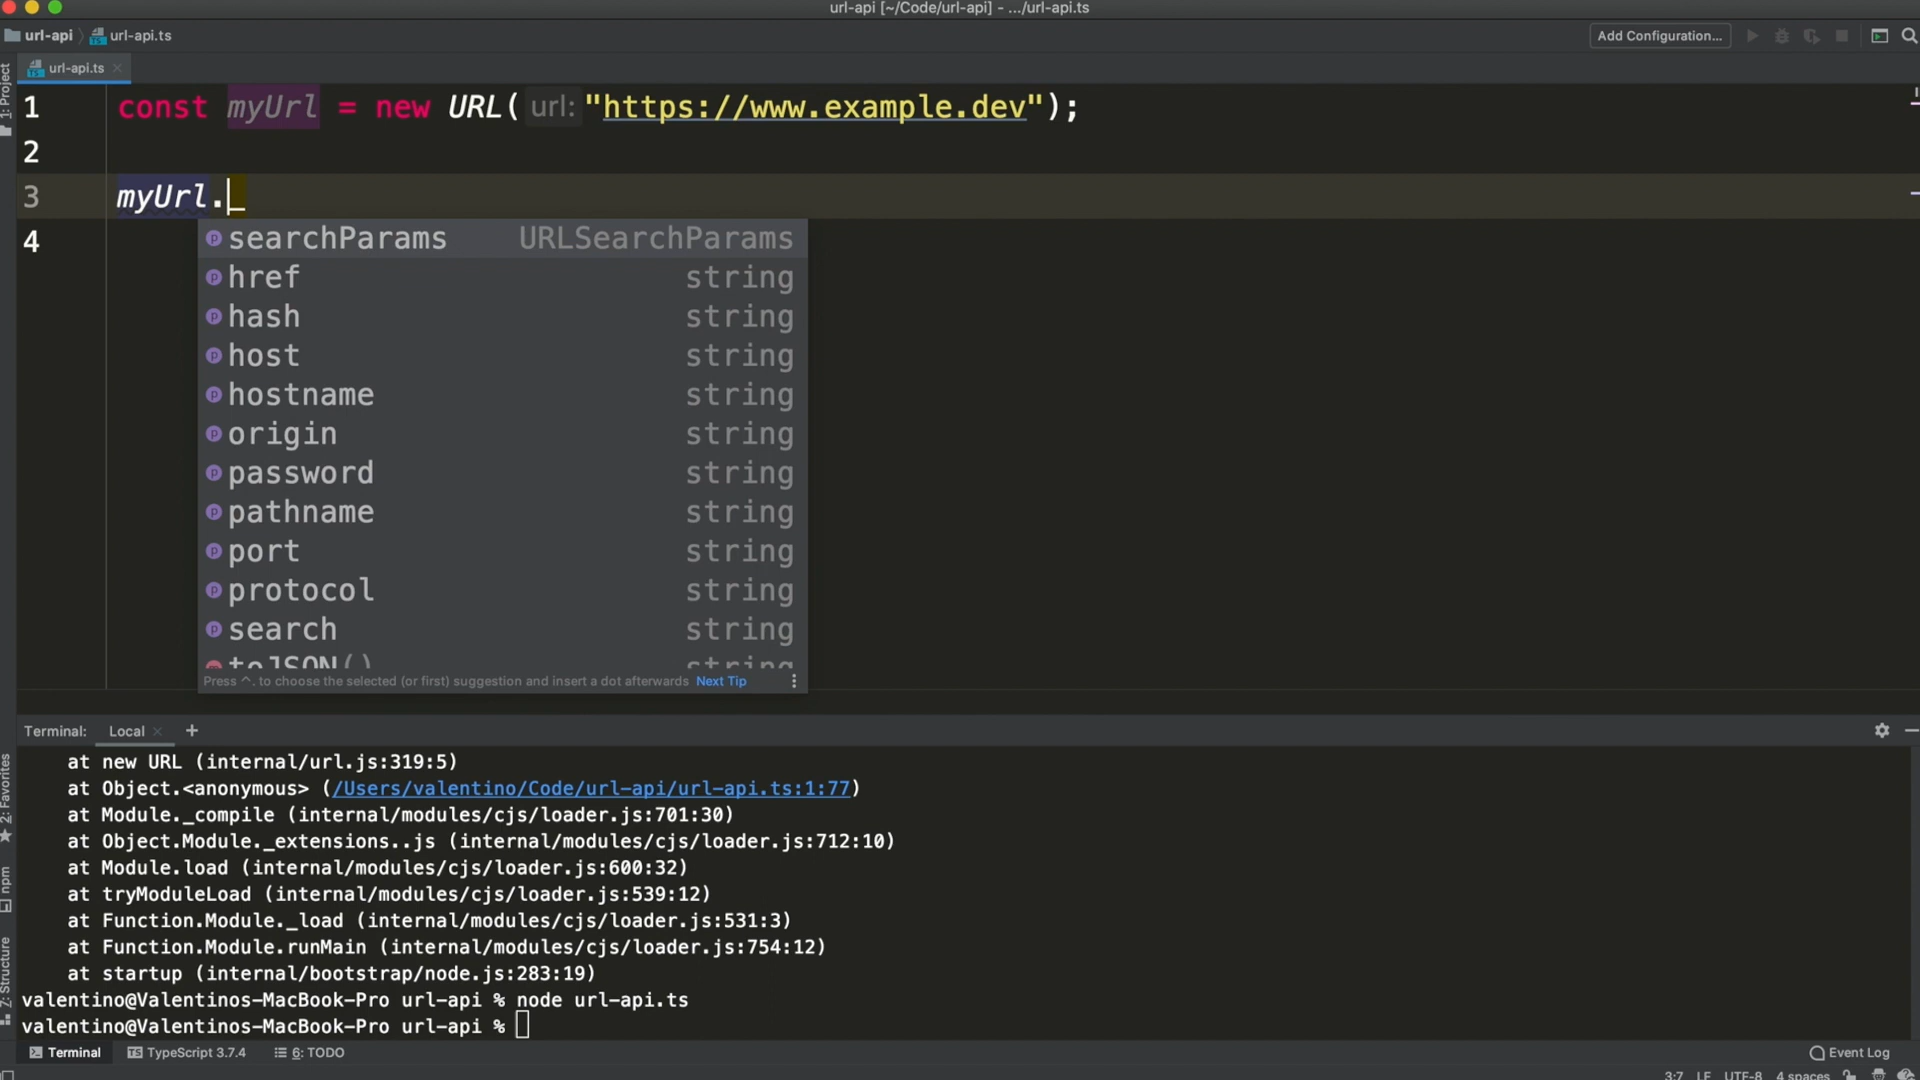 url-api [~/Code/url-api] - .../url-api.ts
url-api
url-api.ts
Add Configuration...
url-api.ts
1: Project
1 const myUrl = new URL( url: "https://www.example.dev");
2
3 myUrl._
4
searchParams URLSearchParams
href string
hash string
host string
hostname string
origin string
password string
pathname string
port string
protocol string
search string
toJSON() string
Press ^. to choose the selected (or first) suggestion and insert a dot afterwards Next Tip
Terminal: Local +
at new URL (internal/url.js:319:5)
at Object.<anonymous> (/Users/valentino/Code/url-api/url-api.ts:1:77)
at Module._compile (internal/modules/cjs/loader.js:701:30)
at Object.Module._extensions..js (internal/modules/cjs/loader.js:712:10)
at Module.load (internal/modules/cjs/loader.js:600:32)
at tryModuleLoad (internal/modules/cjs/loader.js:539:12)
at Function.Module._load (internal/modules/cjs/loader.js:531:3)
at Function.Module.runMain (internal/modules/cjs/loader.js:754:12)
at startup (internal/bootstrap/node.js:283:19)
valentino@Valentinos-MacBook-Pro url-api % node url-api.ts
valentino@Valentinos-MacBook-Pro url-api %
2: Favorites
npm
7: Structure
Terminal
TypeScript 3.7.4
6: TODO
Event Log
3:7 LF UTF-8 4 spaces